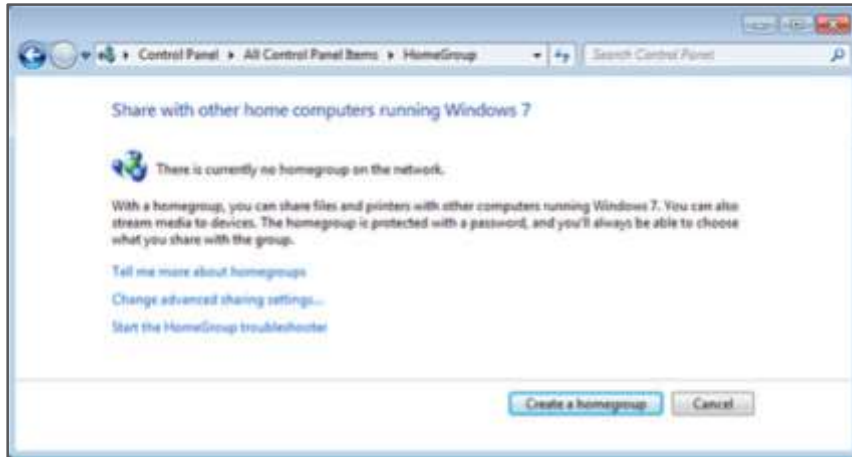 Control Panel ▸ All Control Panel Items ▸ HomeGroup
Search Control Panel
Share with other home computers running Windows 7
There is currently no homegroup on the network.
With a homegroup, you can share files and printers with other computers running Windows 7. You can also
stream media to devices. The homegroup is protected with a password, and you'll always be able to choose
what you share with the group.
Tell me more about homegroups
Change advanced sharing settings...
Start the HomeGroup troubleshooter
Create a homegroup
Cancel